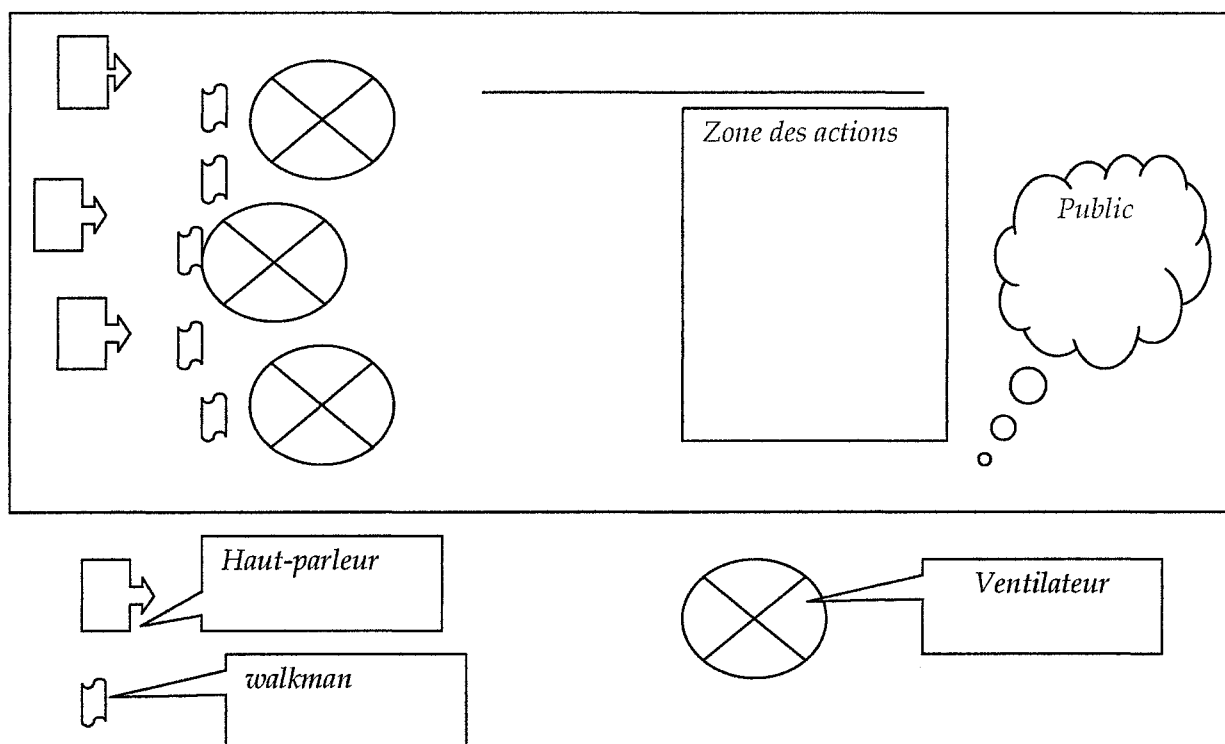 Zone des actions
Public
Haut-parleur
Ventilateur
walkman